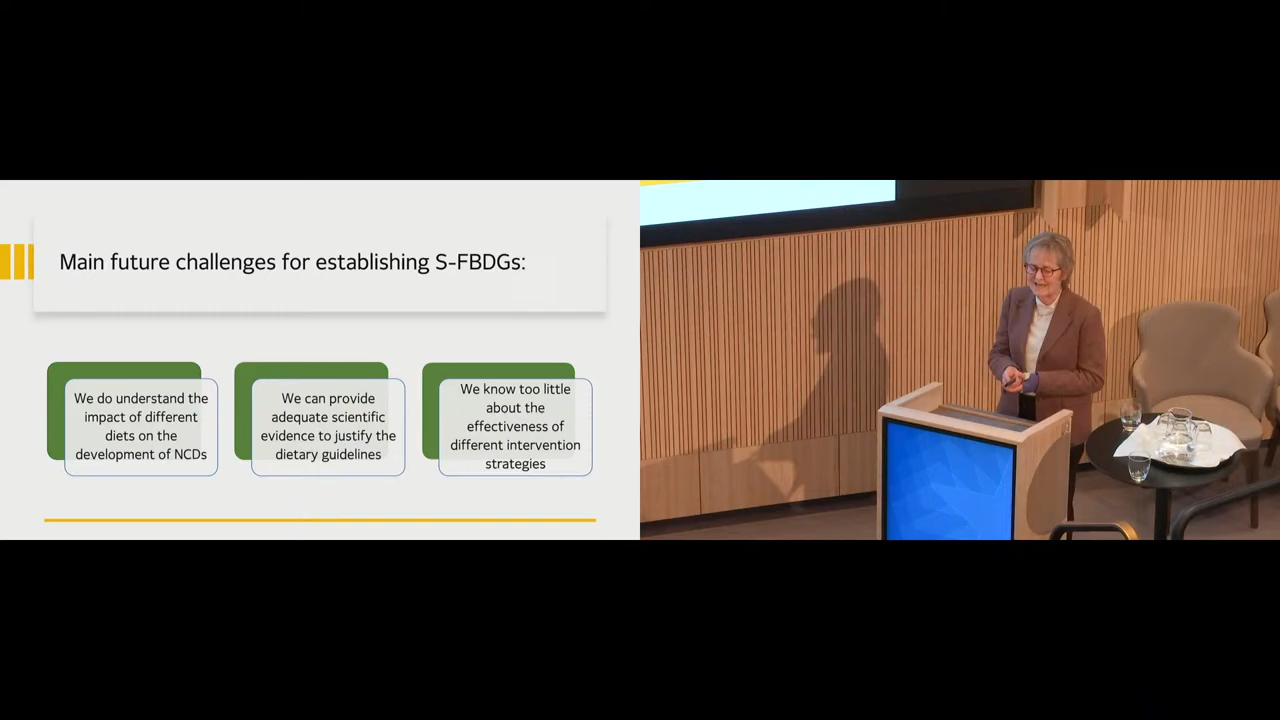 Main future challenges for establishing S-FBDGs:
We do understand the
impact of different
diets on the
development of NCDs
We can provide
adequate scientific
evidence to justify the
dietary guidelines
We know too little
about the
effectiveness of
different intervention
strategies